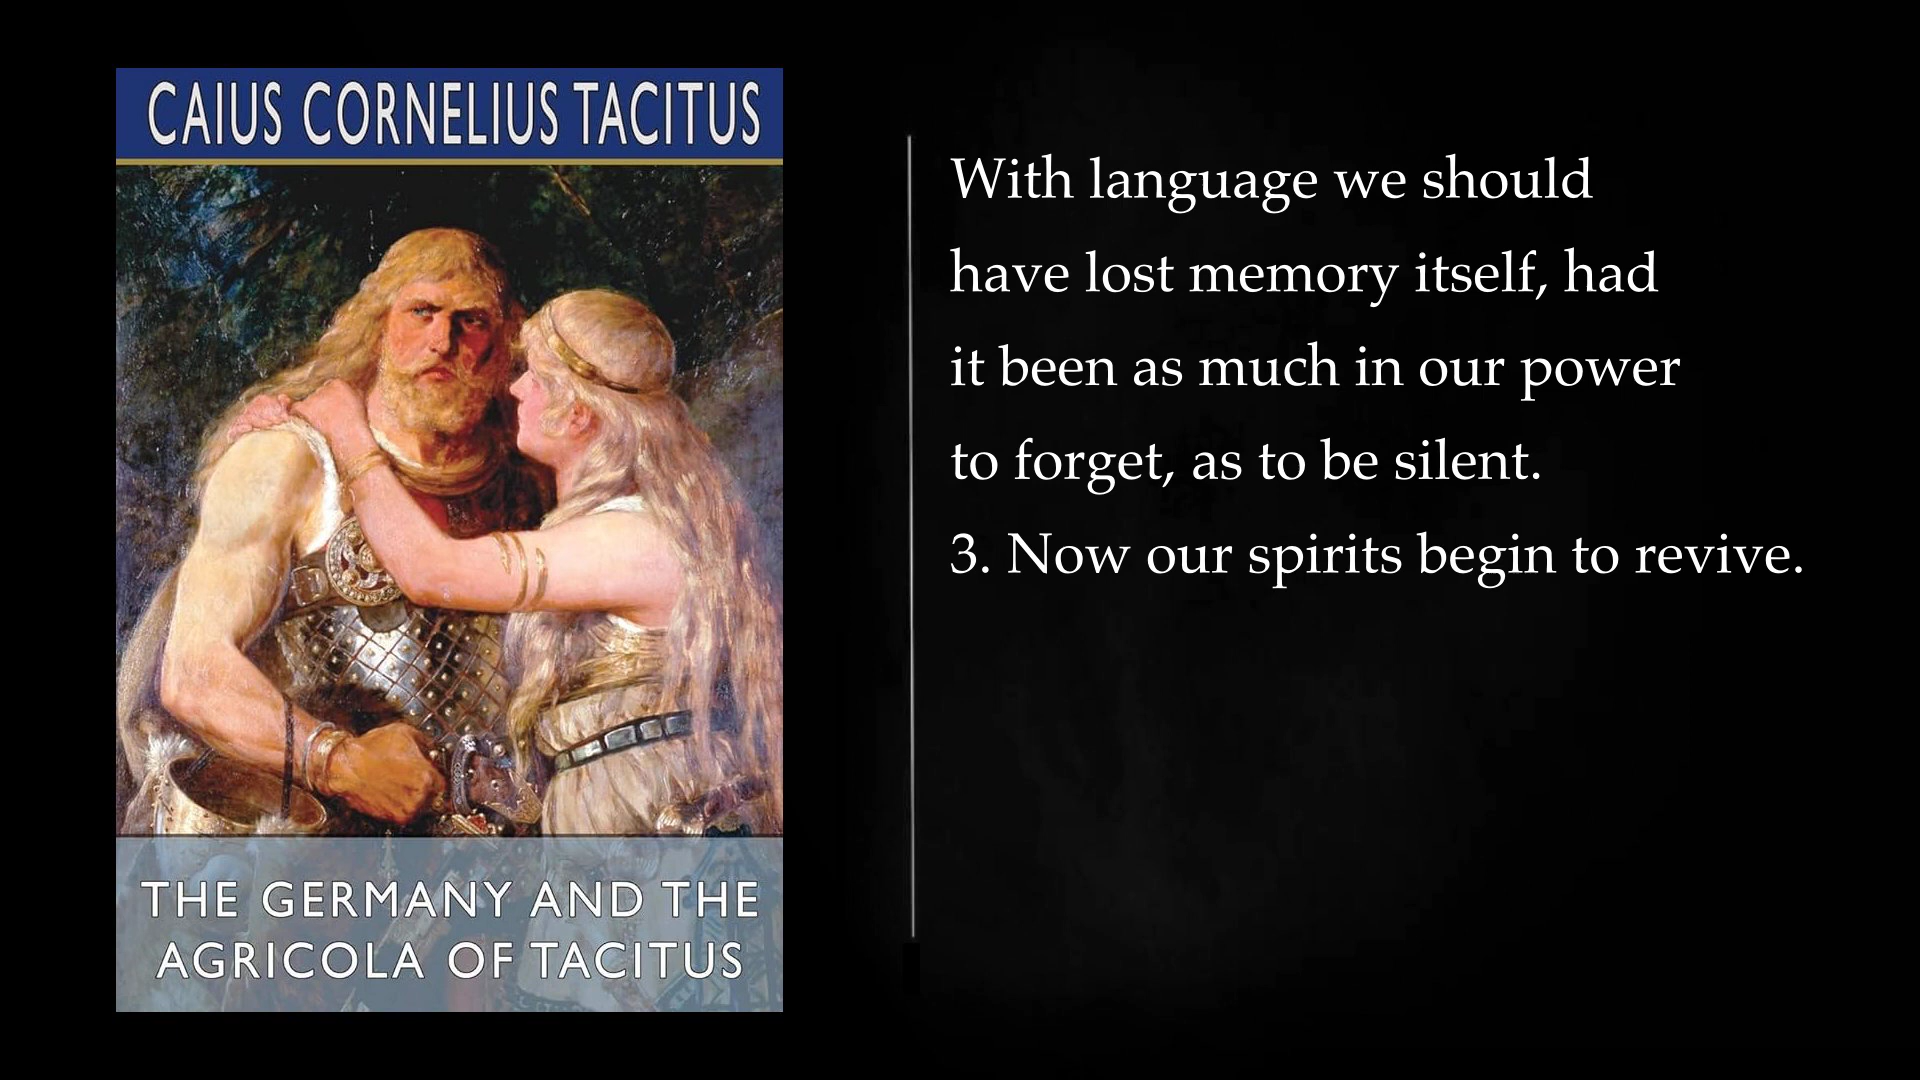 CAIUS CORNELIUS TACITUS
THE GERMANY AND THE
AGRICOLA OF TACITUS
With language we should
have lost memory itself, had
it been as much in our power
to forget, as to be silent.
3. Now our spirits begin to revive.